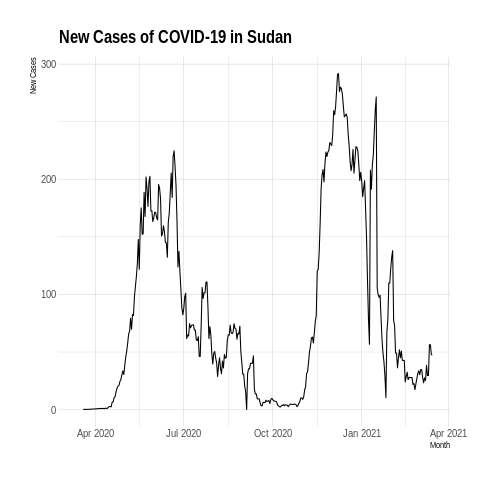 New Cases of COVID-19 in Sudan
New Cases
300
200
100
0
Apr 2020
Jul 2020
Oct 2020
Jan 2021
Apr 2021
Month